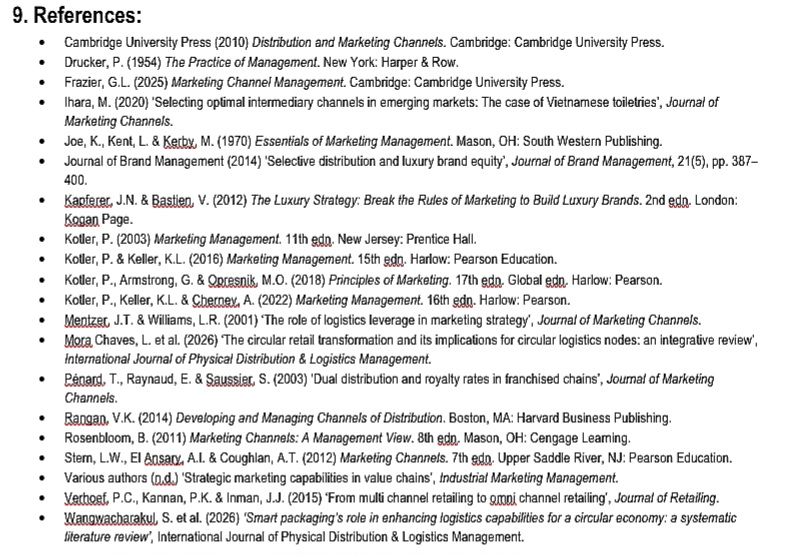 9. References:
• Cambridge University Press (2010) Distribution and Marketing Channels. Cambridge: Cambridge University Press.
• Drucker, P. (1954) The Practice of Management. New York: Harper & Row.
• Frazier, G.L. (2025) Marketing Channel Management. Cambridge: Cambridge University Press.
• Ihara, M. (2020) 'Selecting optimal intermediary channels in emerging markets: The case of Vietnamese toiletries', Journal of
Marketing Channels.
• Joe, K., Kent, L. & Kerby, M. (1970) Essentials of Marketing Management. Mason, OH: South Western Publishing.
• Journal of Brand Management (2014) 'Selective distribution and luxury brand equity', Journal of Brand Management, 21(5), pp. 387–
400.
• Kapferer, J.N. & Bastien, V. (2012) The Luxury Strategy: Break the Rules of Marketing to Build Luxury Brands. 2nd edn. London:
Kogan Page.
• Kotler, P. (2003) Marketing Management. 11th edn. New Jersey: Prentice Hall.
• Kotler, P. & Keller, K.L. (2016) Marketing Management. 15th edn. Harlow: Pearson Education.
• Kotler, P., Armstrong, G. & Opresnik, M.O. (2018) Principles of Marketing. 17th edn. Global edn. Harlow: Pearson.
• Kotler, P., Keller, K.L. & Chernev, A. (2022) Marketing Management. 16th edn. Harlow: Pearson.
• Mentzer, J.T. & Williams, L.R. (2001) 'The role of logistics leverage in marketing strategy', Journal of Marketing Channels.
• Mora Chaves, L. et al. (2026) 'The circular retail transformation and its implications for circular logistics nodes: an integrative review',
International Journal of Physical Distribution & Logistics Management.
• Pénard, T., Raynaud, E. & Saussier, S. (2003) 'Dual distribution and royalty rates in franchised chains', Journal of Marketing
Channels.
• Rangan, V.K. (2014) Developing and Managing Channels of Distribution. Boston, MA: Harvard Business Publishing.
• Rosenbloom, B. (2011) Marketing Channels: A Management View. 8th edn. Mason, OH: Cengage Learning.
• Stern, L.W., El Ansary, A.I. & Coughlan, A.T. (2012) Marketing Channels. 7th edn. Upper Saddle River, NJ: Pearson Education.
• Various authors (n.d.) 'Strategic marketing capabilities in value chains', Industrial Marketing Management.
• Verhoef, P.C., Kannan, P.K. & Inman, J.J. (2015) 'From multi channel retailing to omni channel retailing', Journal of Retailing.
• Wangwacharakul, S. et al. (2026) 'Smart packaging's role in enhancing logistics capabilities for a circular economy: a systematic
literature review', International Journal of Physical Distribution & Logistics Management.